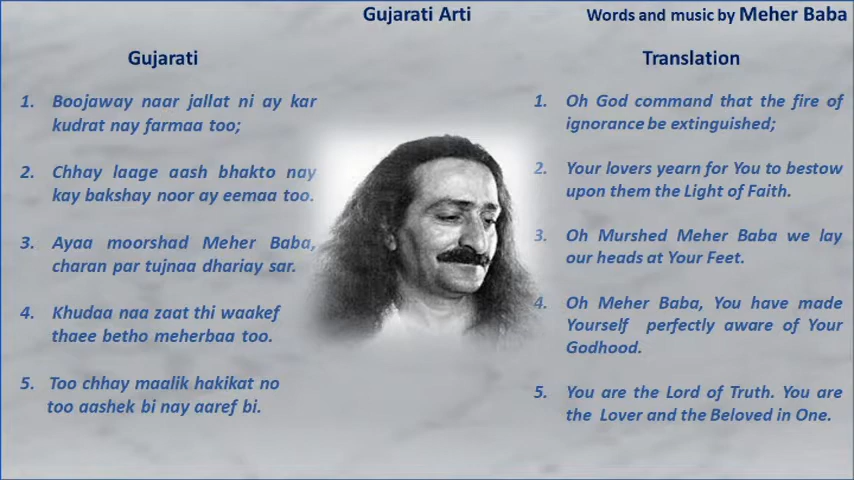 Gujarati Arti
Words and music by Meher Baba
Gujarati
1. Boojaway naar jallat ni ay kar
kudrat nay farmaa too;
2. Chhay laage aash bhakto nay
kay bakshay noor ay eemaa too.
3. Ayaa moorshad Meher Baba,
charan par tujnaa dhariay sar.
4. Khudaa naa zaat thi waakef
thaee betho meherbaa too.
5. Too chhay maalik hakikat no
too aashek bi nay aaref bi.
Translation
1. Oh God command that the fire of
ignorance be extinguished;
2. Your lovers yearn for You to bestow
upon them the Light of Faith.
3. Oh Murshed Meher Baba we lay
our heads at Your Feet.
4. Oh Meher Baba, You have made
Yourself perfectly aware of Your
Godhood.
5. You are the Lord of Truth. You are
the Lover and the Beloved in One.